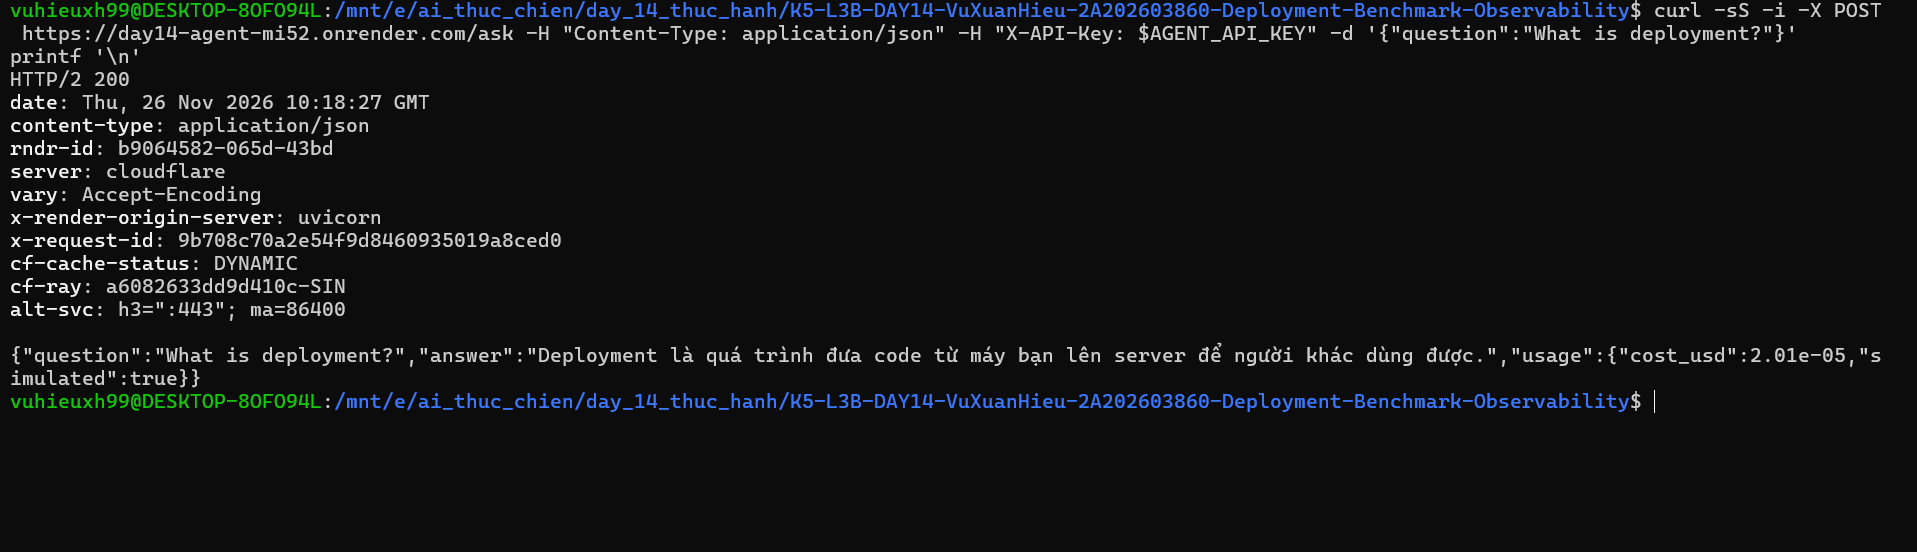 vuhieuxh99@DESKTOP-8OFO94L:/mnt/e/ai_thuc_chien/day_14_thuc_hanh/K5-L3B-DAY14-VuXuanHieu-2A202603860-Deployment-Benchmark-Observability$ curl -sS -i -X POST
 https://day14-agent-mi52.onrender.com/ask -H "Content-Type: application/json" -H "X-API-Key: $AGENT_API_KEY" -d '{"question":"What is deployment?"}'
printf '\n'
HTTP/2 200
date: Thu, 26 Nov 2026 10:18:27 GMT
content-type: application/json
rndr-id: b9064582-065d-43bd
server: cloudflare
vary: Accept-Encoding
x-render-origin-server: uvicorn
x-request-id: 9b708c70a2e54f9d8460935019a8ced0
cf-cache-status: DYNAMIC
cf-ray: a6082633dd9d410c-SIN
alt-svc: h3=":443"; ma=86400

{"question":"What is deployment?","answer":"Deployment là quá trình đưa code từ máy bạn lên server để người khác dùng được.","usage":{"cost_usd":2.01e-05,"s
imulated":true}}
vuhieuxh99@DESKTOP-8OFO94L:/mnt/e/ai_thuc_chien/day_14_thuc_hanh/K5-L3B-DAY14-VuXuanHieu-2A202603860-Deployment-Benchmark-Observability$